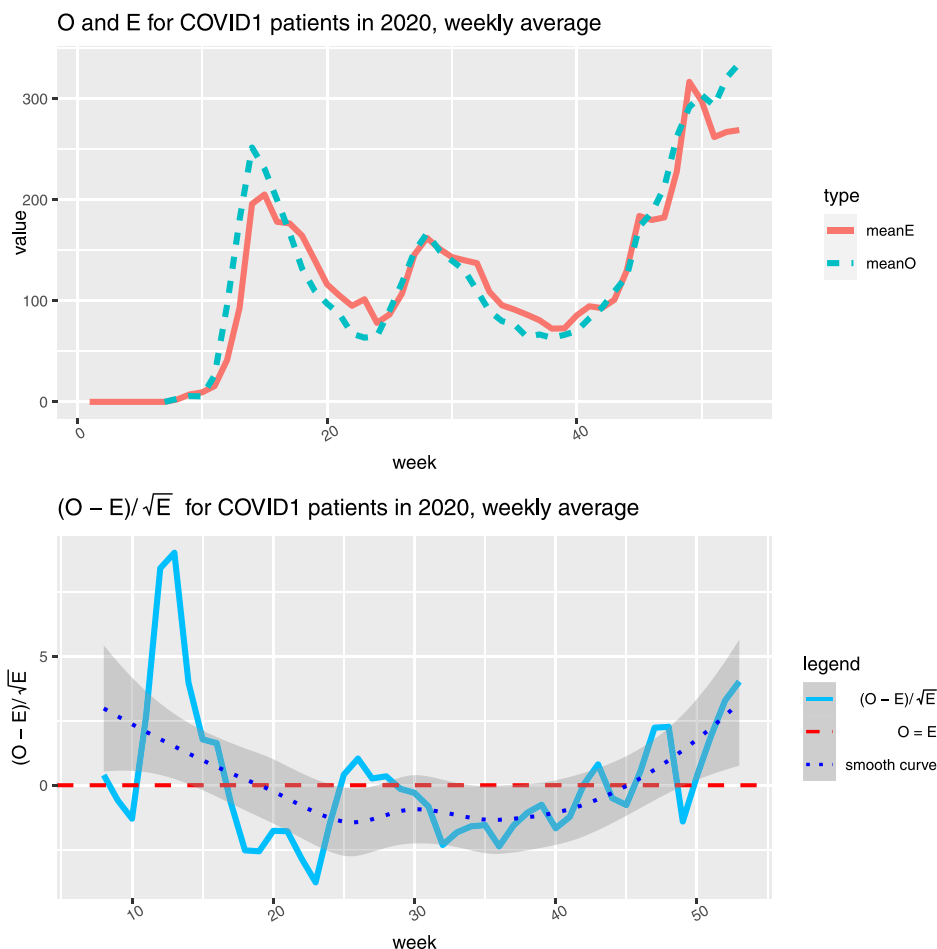 O and E for COVID1 patients in 2020, weekly average
300
200
100
0
value
0
20
40
week
type
meanE
meanO
(O − E)/√E for COVID1 patients in 2020, weekly average
5
0
(O − E)/√E
10
20
30
40
50
week
legend
(O − E)/√E
O = E
smooth curve